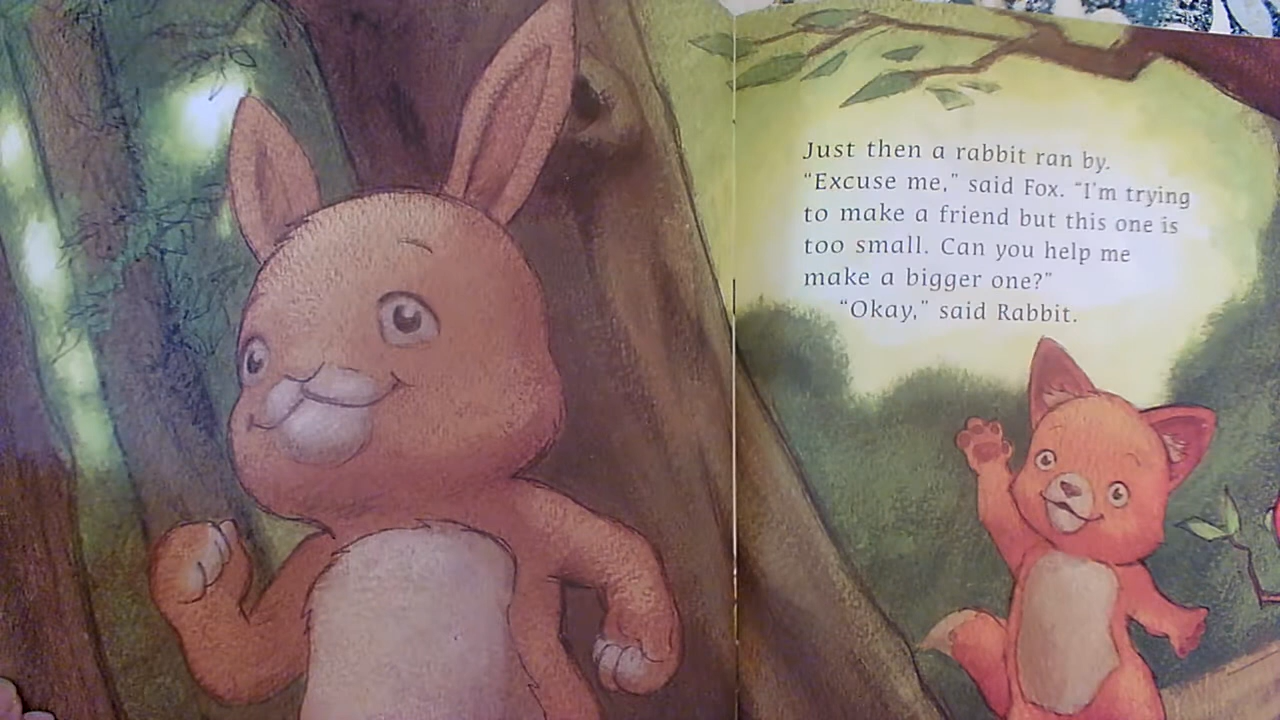 Just then a rabbit ran by.
“Excuse me,” said Fox. “I'm trying
to make a friend but this one is
too small. Can you help me
make a bigger one?”
“Okay,” said Rabbit.